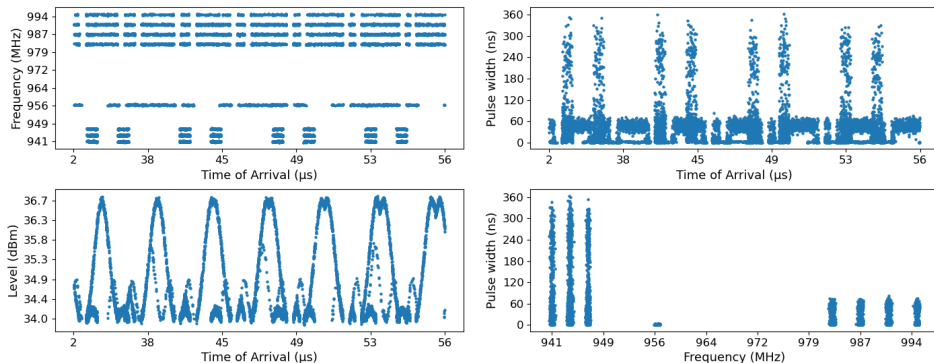 994
987
979
972
964
956
949
941
Frequency (MHz)
2 38 45 49 53 56
Time of Arrival (µs)
360
300
240
180
120
60
0
Pulse width (ns)
2 38 45 49 53 56
Time of Arrival (µs)
36.7
36.3
35.8
35.3
34.9
34.4
34.0
Level (dBm)
2 38 45 49 53 56
Time of Arrival (µs)
360
300
240
180
120
60
0
Pulse width (ns)
941 949 956 964 972 979 987 994
Frequency (MHz)